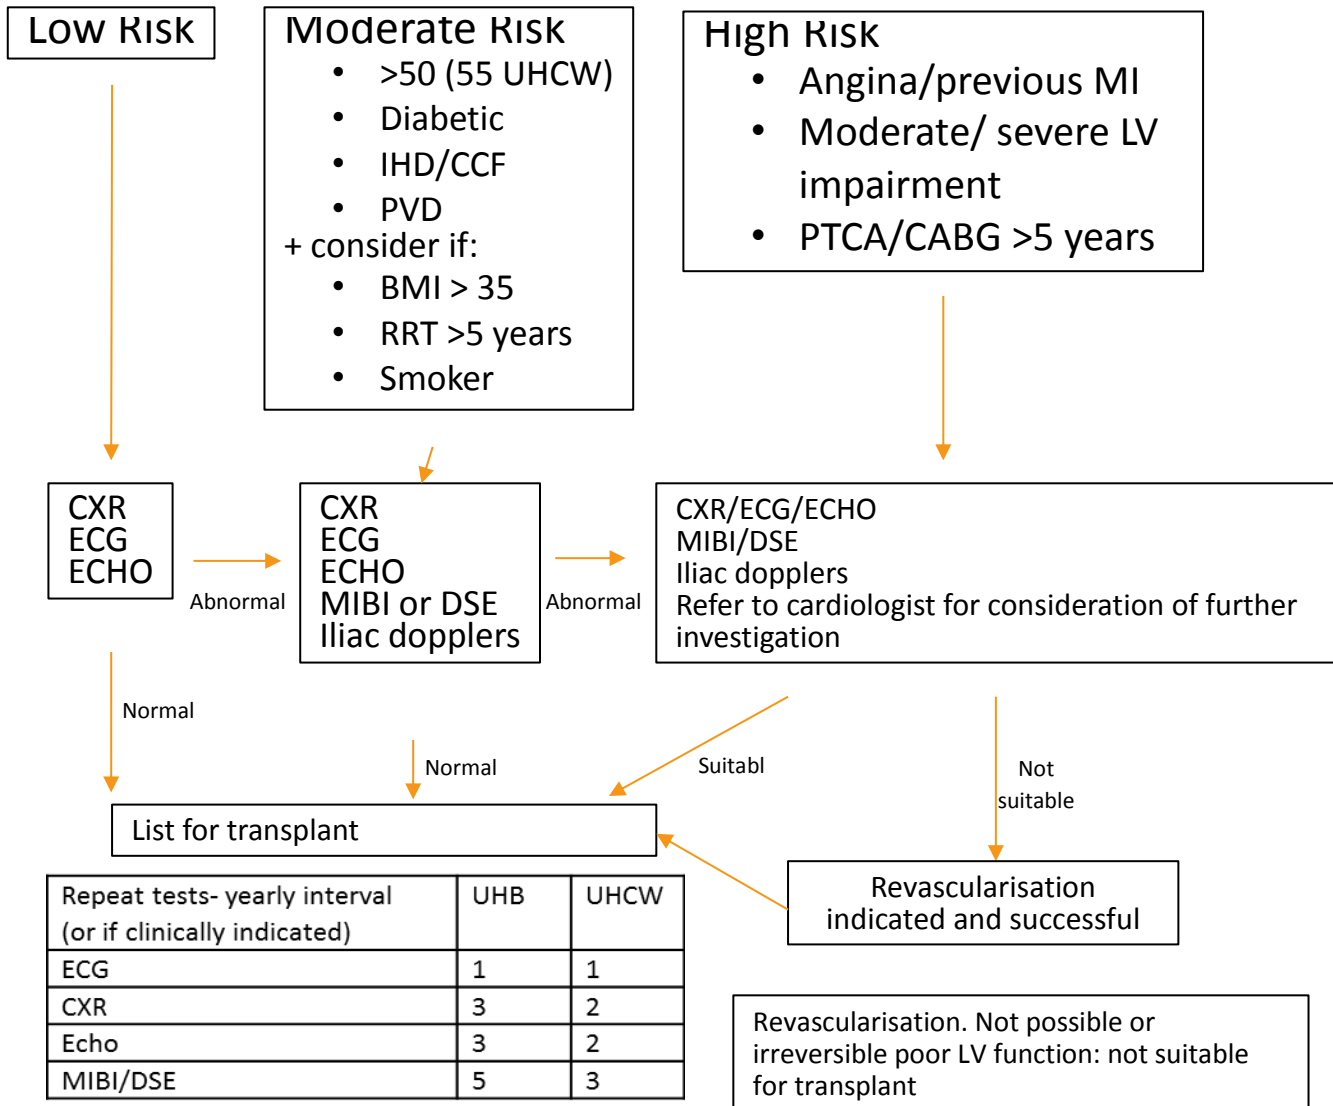 Low Risk
Moderate Risk
• >50 (55 UHCW)
• Diabetic
• IHD/CCF
• PVD
+ consider if:
• BMI > 35
• RRT >5 years
• Smoker
High Risk
• Angina/previous MI
• Moderate/ severe LV
impairment
• PTCA/CABG >5 years
CXR
ECG
ECHO
Abnormal
CXR
ECG
ECHO
MIBI or DSE
Iliac dopplers
Abnormal
CXR/ECG/ECHO
MIBI/DSE
Iliac dopplers
Refer to cardiologist for consideration of further
investigation
Normal
Normal
Suitabl
Not
suitable
List for transplant
Revascularisation
indicated and successful
Repeat tests- yearly interval
(or if clinically indicated) UHB UHCW
ECG 1 1
CXR 3 2
Echo 3 2
MIBI/DSE 5 3
Revascularisation. Not possible or
irreversible poor LV function: not suitable
for transplant